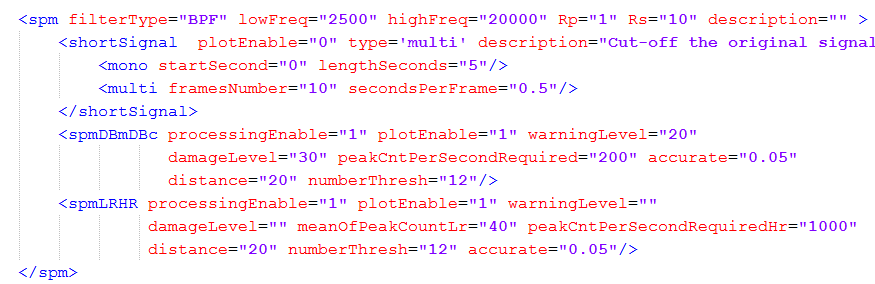 <spm filterType="BPF" lowFreq="2500" highFreq="20000" Rp="1" Rs="10" description="" >
<shortSignal  plotEnable="0" type='multi' description="Cut-off the original signal
<mono startSecond="0" lengthSeconds="5"/>
<multi framesNumber="10" secondsPerFrame="0.5"/>
</shortSignal>
<spmDBmDBc processingEnable="1" plotEnable="1" warningLevel="20"
damageLevel="30" peakCntPerSecondRequired="200" accurate="0.05"
distance="20" numberThresh="12"/>
<spmLRHR processingEnable="1" plotEnable="1" warningLevel=""
damageLevel="" meanOfPeakCountLr="40" peakCntPerSecondRequiredHr="1000"
distance="20" numberThresh="12" accurate="0.05"/>
</spm>